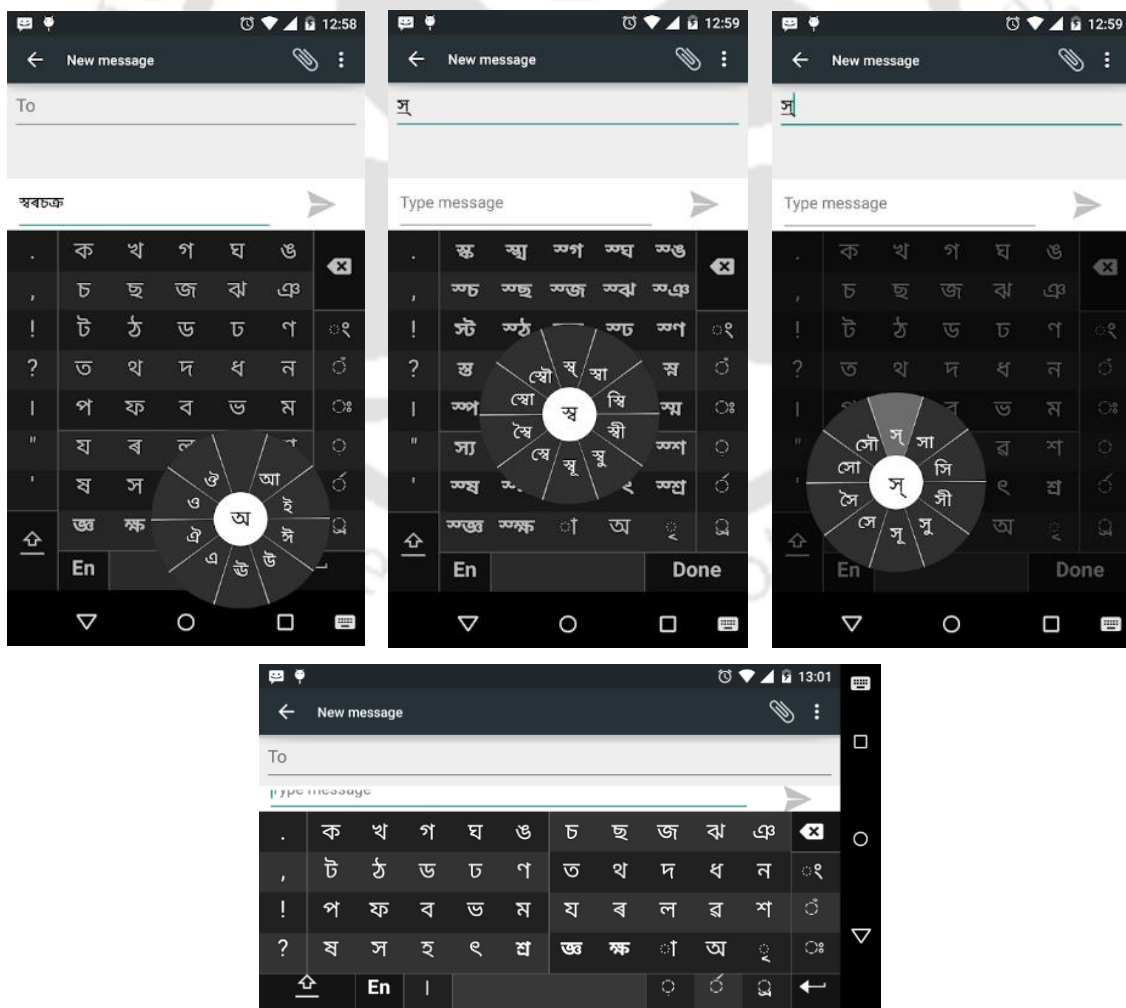 12:58
New message
To
স্বৰচক্ৰ
. ক খ গ ঘ ঙ
, চ ছ জ ঝ ঞ
! ট ঠ ড ঢ ণ ং
? ত থ দ ধ ন ঁ
। প ফ ব ভ ম ঃ
" য ৰ ়
' ষ স
জ্ঞ ক্ষ
অ আ ই ঈ উ ঊ এ ঐ ও ঔ
En
12:59
New message
স্
Type message
. স্ক স্খ স্গ স্ঘ স্ঙ
, স্চ স্ছ স্জ স্ঝ স্ঞ
! স্ট স্ঠ স্ঢ স্ণ ং
? স্ত স্ন ঁ
। স্প স্ম ঃ
" স্য স্শ ়
' স্ষ স্শ্ৰ
স্জ্ঞ স্ক্ষ া অ ৃ
স্ব স্ব্ স্বা স্বি স্বী স্বু স্বূ স্বে স্বৈ স্বো স্বৌ
En Done
12:59
New message
স্
Type message
. ক খ গ ঘ ঙ
, চ ছ জ ঝ ঞ
! ট ঠ ড ঢ ণ ং
? ত থ দ ধ ন ঁ
। ভ ম ঃ
" ৱ শ ়
' ৎ শ্ৰ
অ ৃ
স্ স্ সা সি সী সু সূ সে সৈ সো সৌ
En Done
13:01
New message
To
Type message
. ক খ গ ঘ ঙ চ ছ জ ঝ ঞ
, ট ঠ ড ঢ ণ ত থ দ ধ ন ং
! প ফ ব ভ ম য ৰ ল ৱ শ ঁ
? ষ স হ ৎ শ্ৰ জ্ঞ ক্ষ া অ ৃ ঃ
En । ়